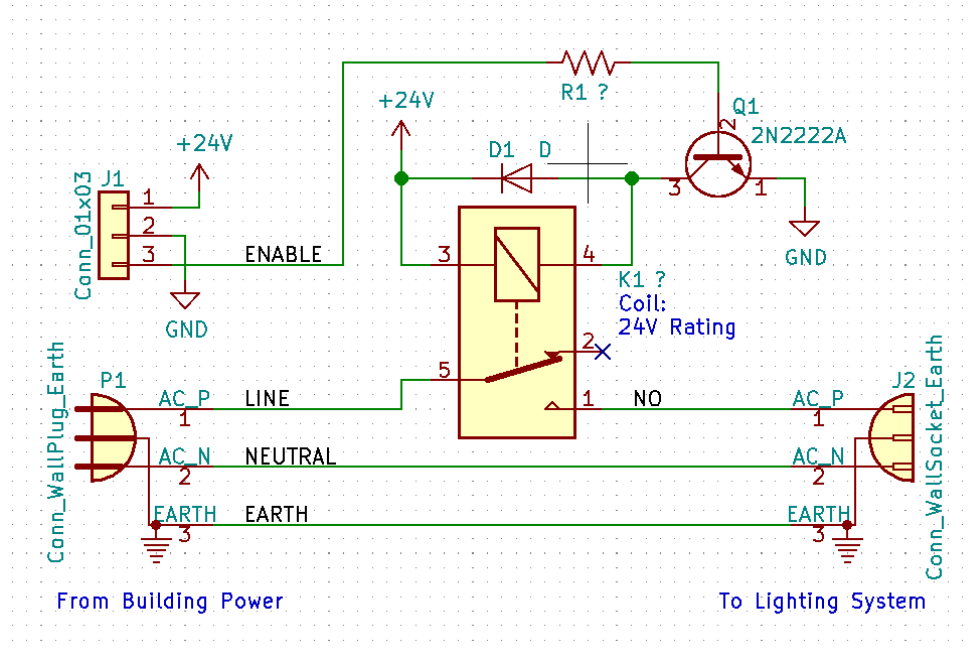 R1 ?
+24V
Q1
2
2N2222A
+24V
D1 D
3
1
J1
Conn_01x03
1
2
3
ENABLE
GND
3
4
GND
K1 ?
Coil:
24V Rating
2
5
1
P1
Conn_WallPlug_Earth
AC_P
1
LINE
NO
AC_P
1
J2
Conn_WallSocket_Earth
AC_N
2
NEUTRAL
AC_N
2
EARTH
3
EARTH
EARTH
3
From Building Power
To Lighting System